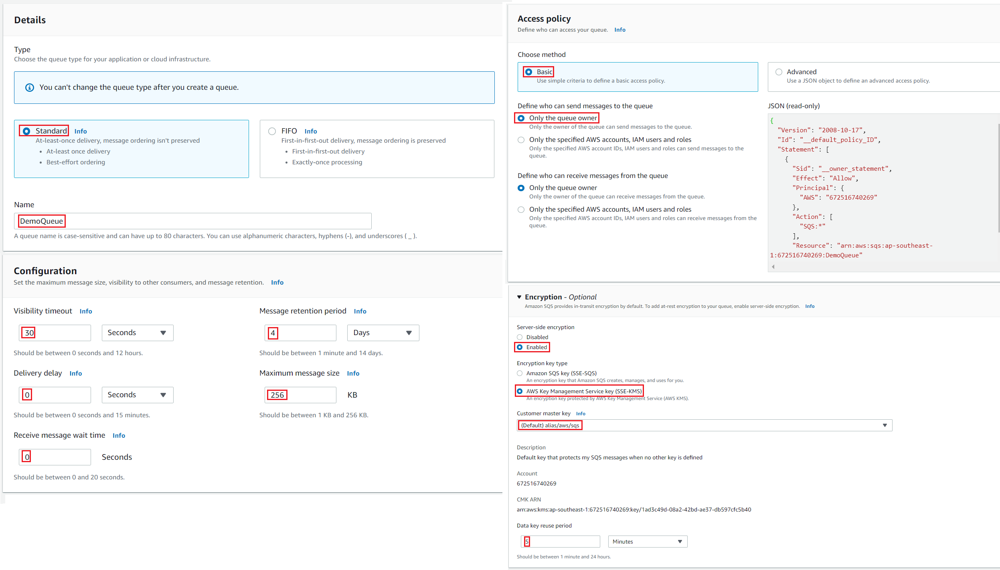 Details
Type
Choose the queue type for your application or cloud infrastructure.
You can't change the queue type after you create a queue.
Standard Info
At-least-once delivery, message ordering isn't preserved
• At-least once delivery
• Best-effort ordering
FIFO Info
First-in-first-out delivery, message ordering is preserved
• First-in-first-out delivery
• Exactly-once processing
Name
DemoQueue
A queue name is case-sensitive and can have up to 80 characters. You can use alphanumeric characters, hyphens (-), and underscores ( _ ).
Configuration
Set the maximum message size, visibility to other consumers, and message retention. Info
Visibility timeout Info
30 Seconds
Should be between 0 seconds and 12 hours.
Message retention period Info
4 Days
Should be between 1 minute and 14 days.
Delivery delay Info
0 Seconds
Should be between 0 seconds and 15 minutes.
Maximum message size Info
256 KB
Should be between 1 KB and 256 KB.
Receive message wait time Info
0 Seconds
Should be between 0 and 20 seconds.
Access policy
Define who can access your queue. Info
Choose method
Basic
Use simple criteria to define a basic access policy.
Advanced
Use a JSON object to define an advanced access policy.
Define who can send messages to the queue
Only the queue owner
Only the owner of the queue can send messages to the queue.
Only the specified AWS accounts, IAM users and roles
Only the specified AWS account IDs, IAM users and roles can send messages to the
queue.
Define who can receive messages from the queue
Only the queue owner
Only the owner of the queue can receive messages from the queue.
Only the specified AWS accounts, IAM users and roles
Only the specified AWS account IDs, IAM users and roles can receive messages from the
queue.
JSON (read-only)
{
"Version": "2008-10-17",
"Id": "__default_policy_ID",
"Statement": [
{
"Sid": "__owner_statement",
"Effect": "Allow",
"Principal": {
"AWS": "672516740269"
},
"Action": [
"SQS:*"
],
"Resource": "arn:aws:sqs:ap-southeast-
1:672516740269:DemoQueue"
Encryption - Optional
Amazon SQS provides in-transit encryption by default. To add at-rest encryption to your queue, enable server-side encryption. Info
Server-side encryption
Disabled
Enabled
Encryption key type
Amazon SQS key (SSE-SQS)
An encryption key that Amazon SQS creates, manages, and uses for you.
AWS Key Management Service key (SSE-KMS)
An encryption key protected by AWS Key Management Service (AWS KMS).
Customer master key Info
(Default) alias/aws/sqs
Description
Default key that protects my SQS messages when no other key is defined
Account
672516740269
CMK ARN
arn:aws:kms:ap-southeast-1:672516740269:key/1ad3c49d-08a2-42bd-ae37-db597cfc5b40
Data key reuse period
5 Minutes
Should be between 1 minute and 24 hours.